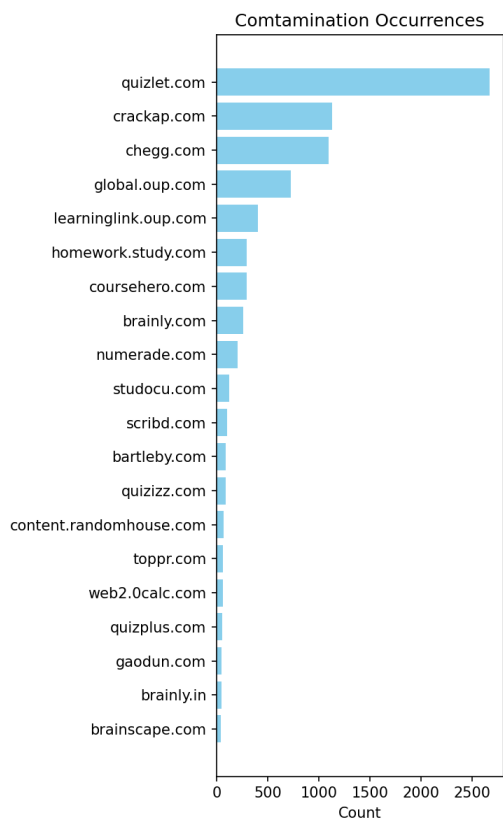 Comtamination Occurrences
quizlet.com
crackap.com
chegg.com
global.oup.com
learninglink.oup.com
homework.study.com
coursehero.com
brainly.com
numerade.com
studocu.com
scribd.com
bartleby.com
quizizz.com
content.randomhouse.com
toppr.com
web2.0calc.com
quizplus.com
gaodun.com
brainly.in
brainscape.com
0 500 1000 1500 2000 2500
Count